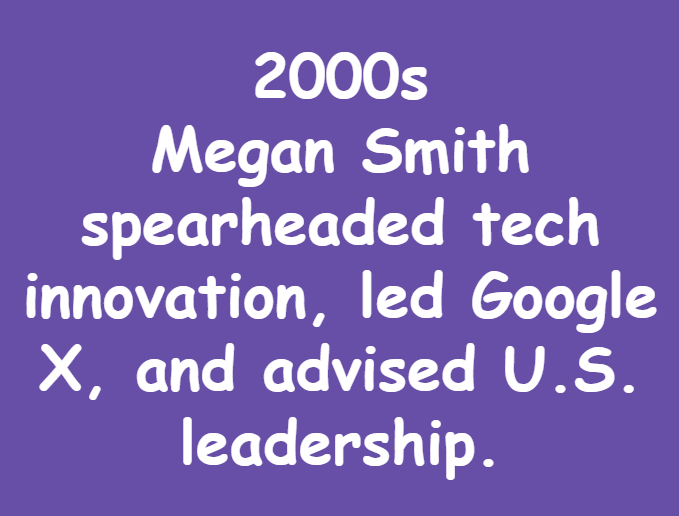 2000s
Megan Smith
spearheaded tech
innovation, led Google
X, and advised U.S.
leadership.